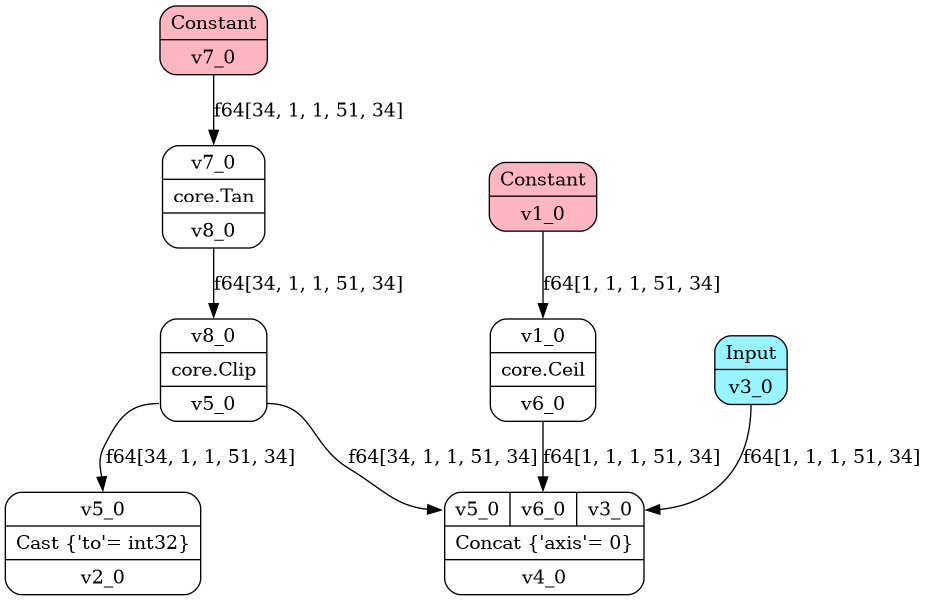 Constant
v7_0
f64[34, 1, 1, 51, 34]
v7_0
core.Tan
v8_0
Constant
v1_0
f64[34, 1, 1, 51, 34]
f64[1, 1, 1, 51, 34]
v8_0
core.Clip
v5_0
v1_0
core.Ceil
v6_0
Input
v3_0
f64[34, 1, 1, 51, 34]
f64[34, 1, 1, 51, 34]
f64[1, 1, 1, 51, 34]
f64[1, 1, 1, 51, 34]
v5_0
Cast {'to'= int32}
v2_0
v5_0 v6_0 v3_0
Concat {'axis'= 0}
v4_0